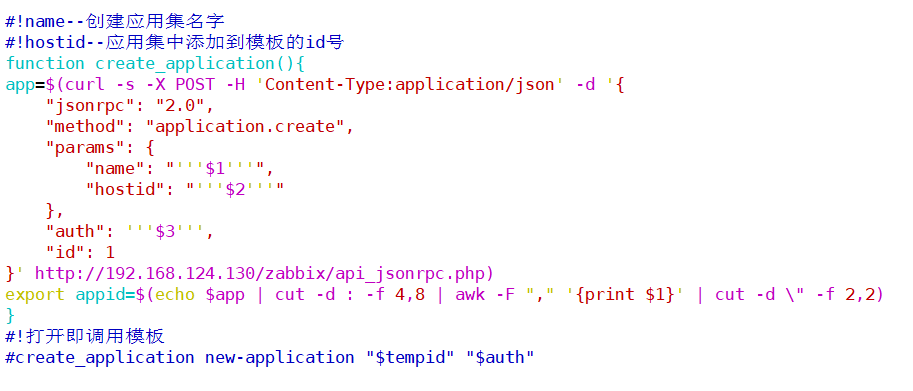 #!name--创建应用集名字
#!hostid--应用集中添加到模板的id号
function create_application(){
app=$(curl -s -X POST -H 'Content-Type:application/json' -d '{
    "jsonrpc": "2.0",
    "method": "application.create",
    "params": {
        "name": "'''$1'''",
        "hostid": "'''$2'''"
    },
    "auth": '''$3''',
    "id": 1
}' http://192.168.124.130/zabbix/api_jsonrpc.php)
export appid=$(echo $app | cut -d : -f 4,8 | awk -F "," '{print $1}' | cut -d \" -f 2,2)
}
#!打开即调用模板
#create_application new-application "$tempid" "$auth"